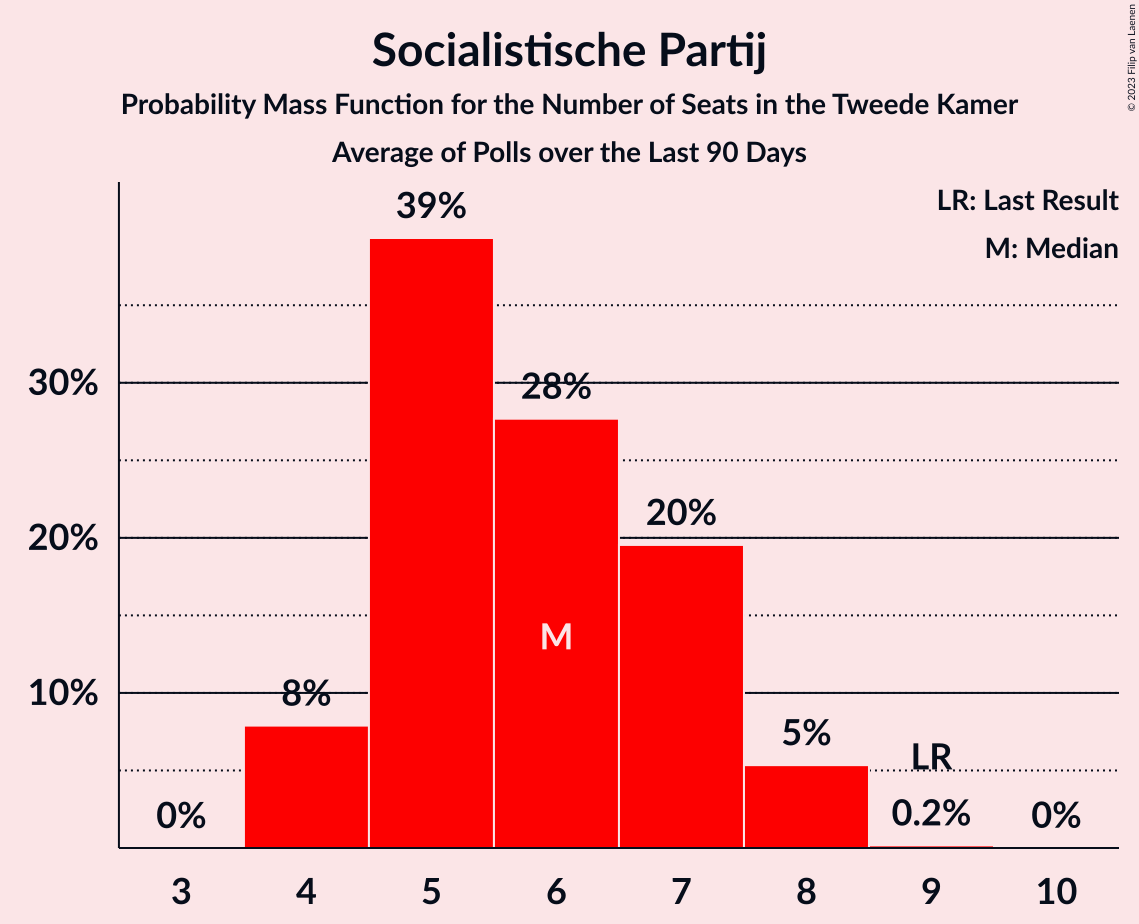 Socialistische Partij
Probability Mass Function for the Number of Seats in the Tweede Kamer
Average of Polls over the Last 90 Days
© 2023 Filip van Laenen
LR: Last Result
M: Median
39%
30%
28%
20%
20%
M
10%
8%
5%
LR
0%
0.2%
0%
3 4 5 6 7 8 9 10